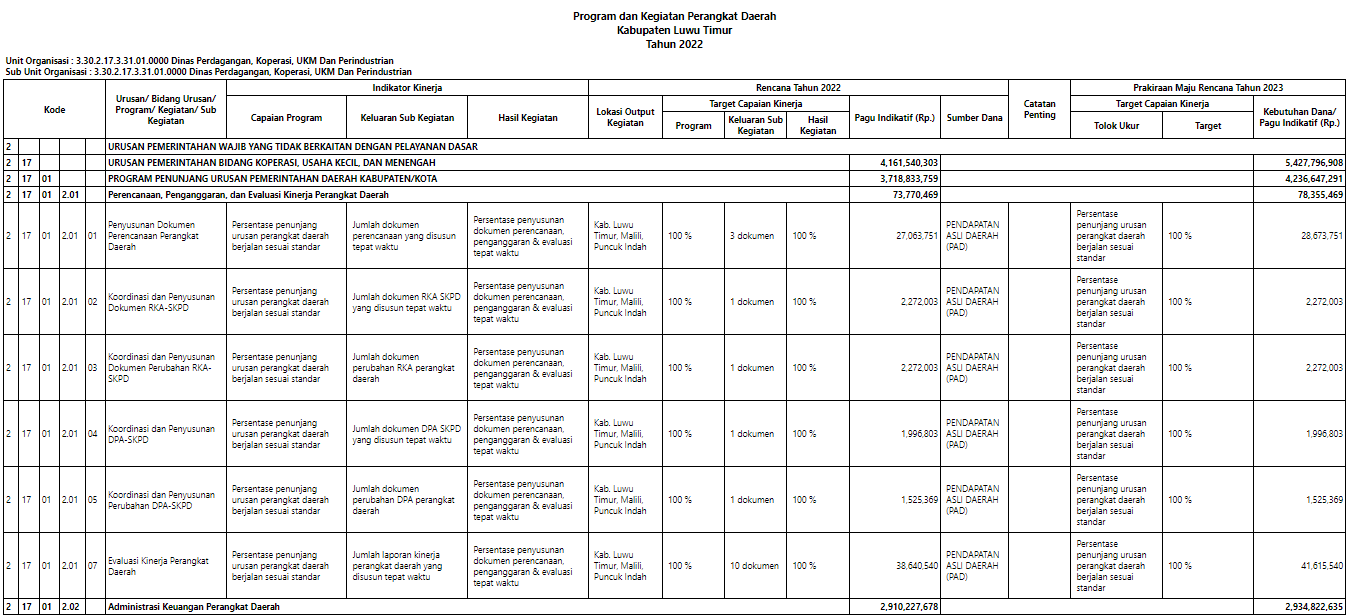 Program dan Kegiatan Perangkat Daerah
Kabupaten Luwu Timur
Tahun 2022
Unit Organisasi : 3.30.2.17.3.31.01.0000 Dinas Perdagangan, Koperasi, UKM Dan Perindustrian
Sub Unit Organisasi : 3.30.2.17.3.31.01.0000 Dinas Perdagangan, Koperasi, UKM Dan Perindustrian
Kode
Urusan/ Bidang Urusan/
Program/ Kegiatan/ Sub
Kegiatan
Indikator Kinerja
Capaian Program
Keluaran Sub Kegiatan
Hasil Kegiatan
Rencana Tahun 2022
Lokasi Output
Kegiatan
Target Capaian Kinerja
Program
Keluaran Sub
Kegiatan
Hasil
Kegiatan
Pagu Indikatif (Rp.)
Sumber Dana
Catatan
Penting
Prakiraan Maju Rencana Tahun 2023
Target Capaian Kinerja
Tolok Ukur
Target
Kebutuhan Dana/
Pagu Indikatif (Rp.)
2 URUSAN PEMERINTAHAN WAJIB YANG TIDAK BERKAITAN DENGAN PELAYANAN DASAR
2 17 URUSAN PEMERINTAHAN BIDANG KOPERASI, USAHA KECIL, DAN MENENGAH 4,161,540,303 5,427,796,908
2 17 01 PROGRAM PENUNJANG URUSAN PEMERINTAHAN DAERAH KABUPATEN/KOTA 3,718,833,759 4,236,647,291
2 17 01 2.01 Perencanaan, Penganggaran, dan Evaluasi Kinerja Perangkat Daerah 73,770,469 78,355,469
2 17 01 2.01 01
Penyusunan Dokumen
Perencanaan Perangkat
Daerah
Persentase penunjang
urusan perangkat daerah
berjalan sesuai standar
Jumlah dokumen
perencanaan yang disusun
tepat waktu
Persentase penyusunan
dokumen perencanaan,
penganggaran & evaluasi
tepat waktu
Kab. Luwu
Timur, Malili,
Puncuk Indah
100 %
3 dokumen
100 %
27,063,751
PENDAPATAN
ASLI DAERAH
(PAD)
Persentase
penunjang urusan
perangkat daerah
berjalan sesuai
standar
100 %
28,673,751
2 17 01 2.01 02
Koordinasi dan Penyusunan
Dokumen RKA-SKPD
Persentase penunjang
urusan perangkat daerah
berjalan sesuai standar
Jumlah dokumen RKA SKPD
yang disusun tepat waktu
Persentase penyusunan
dokumen perencanaan,
penganggaran & evaluasi
tepat waktu
Kab. Luwu
Timur, Malili,
Puncuk Indah
100 %
1 dokumen
100 %
2,272,003
PENDAPATAN
ASLI DAERAH
(PAD)
Persentase
penunjang urusan
perangkat daerah
berjalan sesuai
standar
100 %
2,272,003
2 17 01 2.01 03
Koordinasi dan Penyusunan
Dokumen Perubahan RKA-
SKPD
Persentase penunjang
urusan perangkat daerah
berjalan sesuai standar
Jumlah dokumen
perubahan RKA perangkat
daerah
Persentase penyusunan
dokumen perencanaan,
penganggaran & evaluasi
tepat waktu
Kab. Luwu
Timur, Malili,
Puncuk Indah
100 %
1 dokumen
100 %
2,272,003
PENDAPATAN
ASLI DAERAH
(PAD)
Persentase
penunjang urusan
perangkat daerah
berjalan sesuai
standar
100 %
2,272,003
2 17 01 2.01 04
Koordinasi dan Penyusunan
DPA-SKPD
Persentase penunjang
urusan perangkat daerah
berjalan sesuai standar
Jumlah dokumen DPA SKPD
yang disusun tepat waktu
Persentase penyusunan
dokumen perencanaan,
penganggaran & evaluasi
tepat waktu
Kab. Luwu
Timur, Malili,
Puncuk Indah
100 %
1 dokumen
100 %
1,996,803
PENDAPATAN
ASLI DAERAH
(PAD)
Persentase
penunjang urusan
perangkat daerah
berjalan sesuai
standar
100 %
1,996,803
2 17 01 2.01 05
Koordinasi dan Penyusunan
Perubahan DPA-SKPD
Persentase penunjang
urusan perangkat daerah
berjalan sesuai standar
Jumlah dokumen
perubahan DPA perangkat
daerah
Persentase penyusunan
dokumen perencanaan,
penganggaran & evaluasi
tepat waktu
Kab. Luwu
Timur, Malili,
Puncuk Indah
100 %
1 dokumen
100 %
1,525,369
PENDAPATAN
ASLI DAERAH
(PAD)
Persentase
penunjang urusan
perangkat daerah
berjalan sesuai
standar
100 %
1,525,369
2 17 01 2.01 07
Evaluasi Kinerja Perangkat
Daerah
Persentase penunjang
urusan perangkat daerah
berjalan sesuai standar
Jumlah laporan kinerja
perangkat daerah yang
disusun tepat waktu
Persentase penyusunan
dokumen perencanaan,
penganggaran & evaluasi
tepat waktu
Kab. Luwu
Timur, Malili,
Puncuk Indah
100 %
10 dokumen
100 %
38,640,540
PENDAPATAN
ASLI DAERAH
(PAD)
Persentase
penunjang urusan
perangkat daerah
berjalan sesuai
standar
100 %
41,615,540
2 17 01 2.02 Administrasi Keuangan Perangkat Daerah 2,910,227,678 2,934,822,635